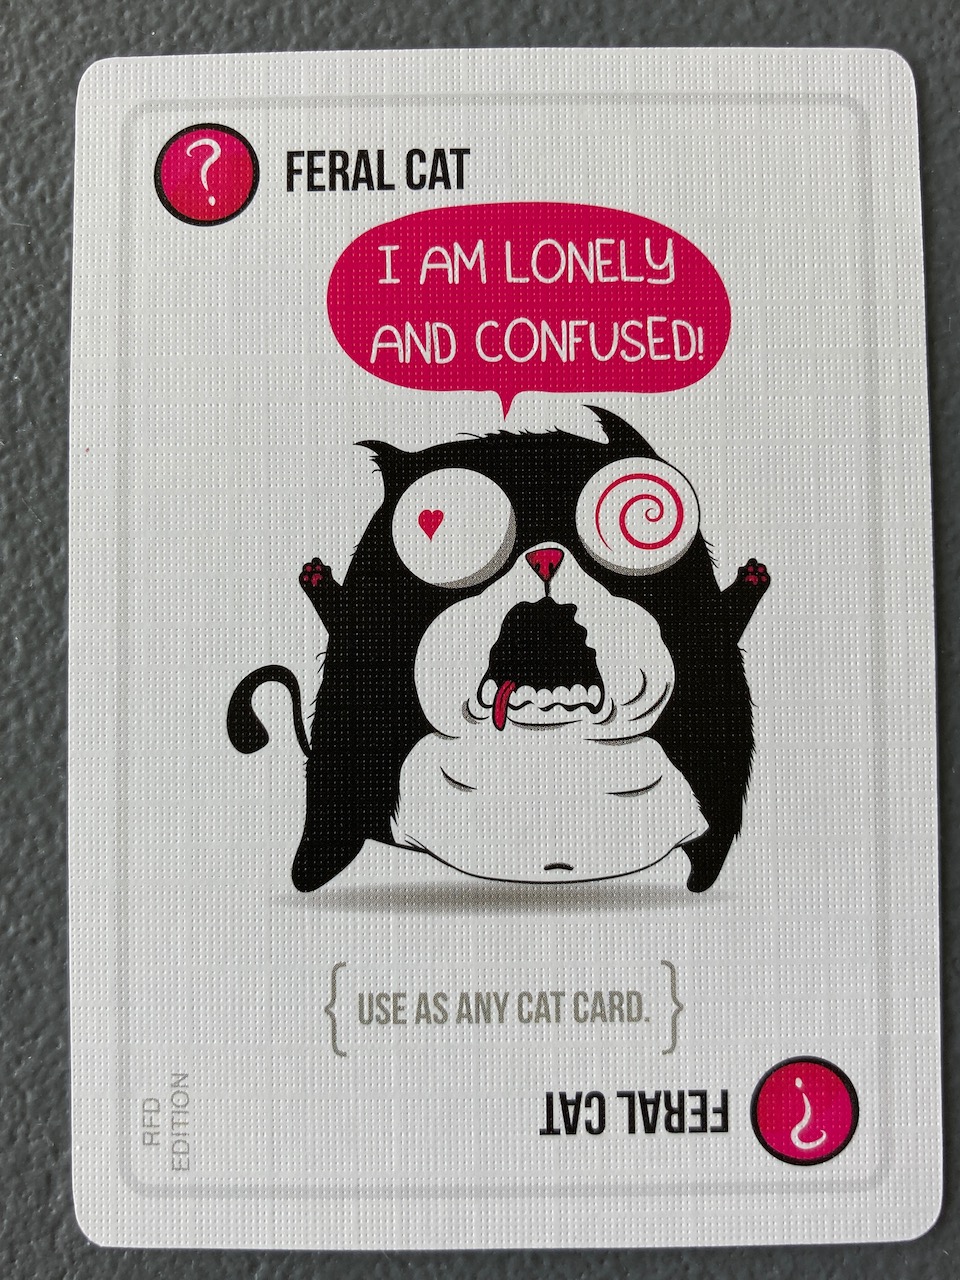 ?
FERAL CAT
I AM LONELY
AND CONFUSED!
{USE AS ANY CAT CARD.}
RFD
EDITION
FERAL CAT
?